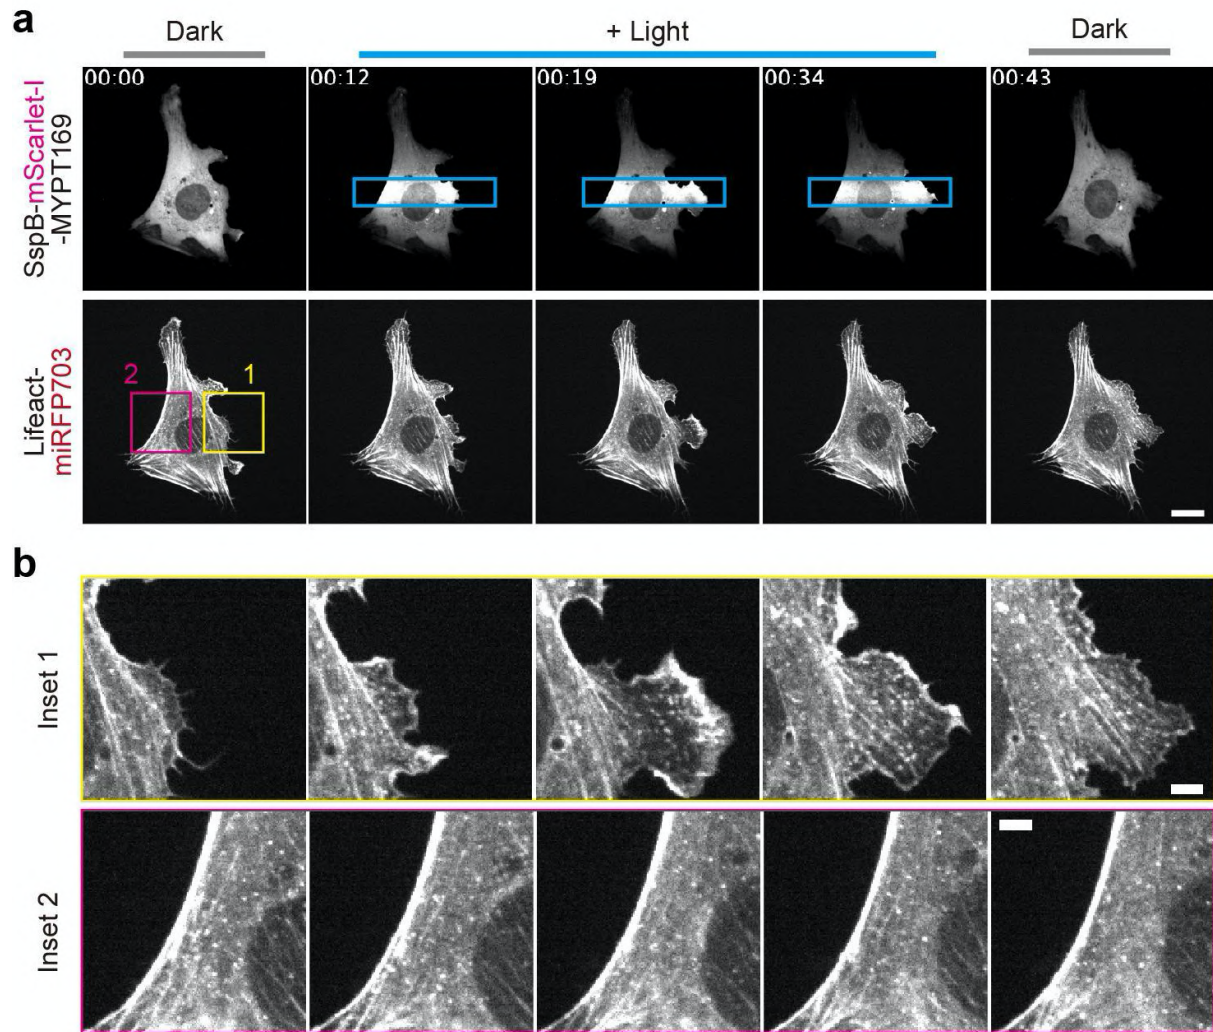 a
Dark
+ Light
Dark
SspB-mScarlet-I
-MYPT169
00:00
00:12
00:19
00:34
00:43
Lifeact-
miRFP703
2
1
b
Inset 1
Inset 2